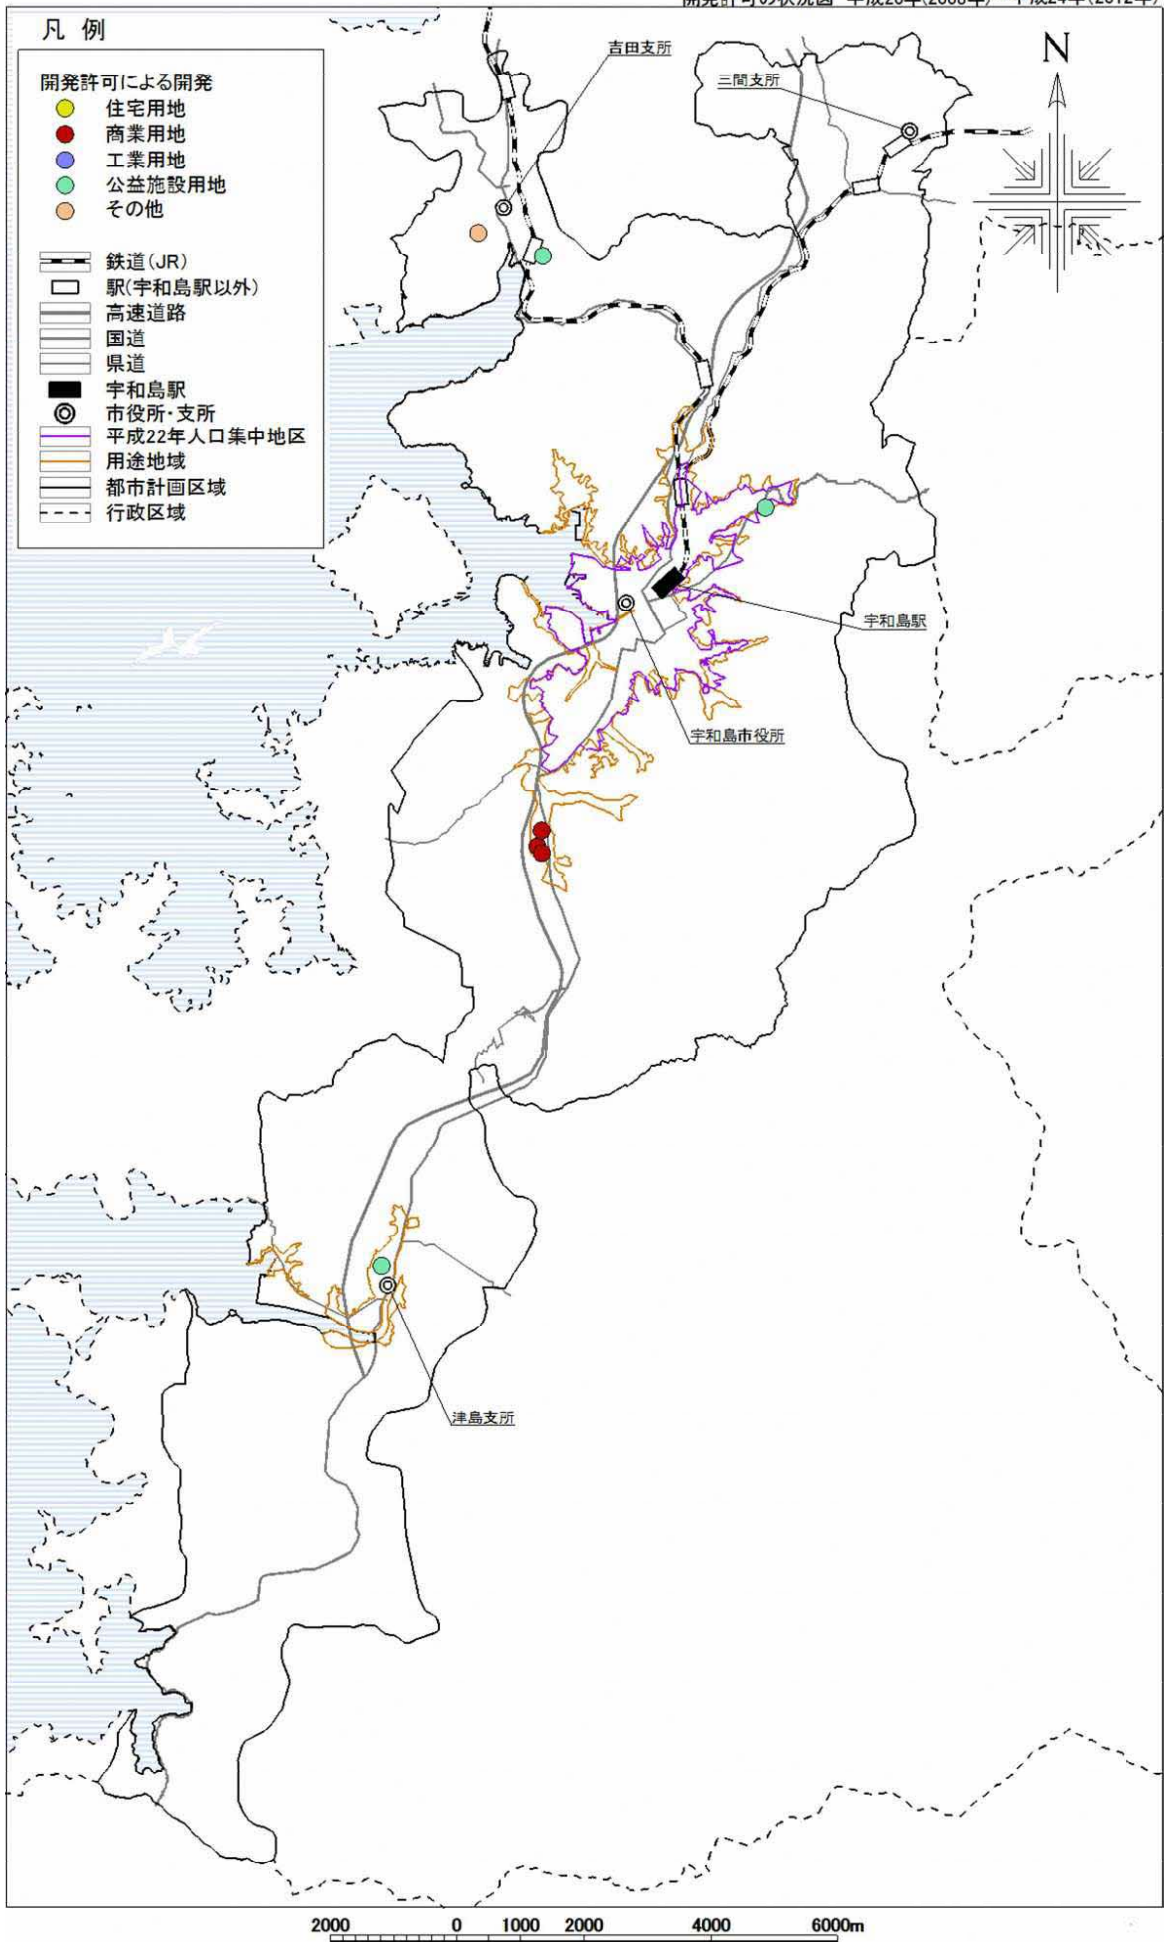 凡 例
開発許可による開発
住宅用地
商業用地
工業用地
公益施設用地
その他
鉄道(JR)
駅(宇和島駅以外)
高速道路
国道
県道
宇和島駅
市役所・支所
平成22年人口集中地区
用途地域
都市計画区域
行政区域
吉田支所
三間支所
N
宇和島駅
宇和島市役所
津島支所
2000 0 1000 2000 4000 6000m